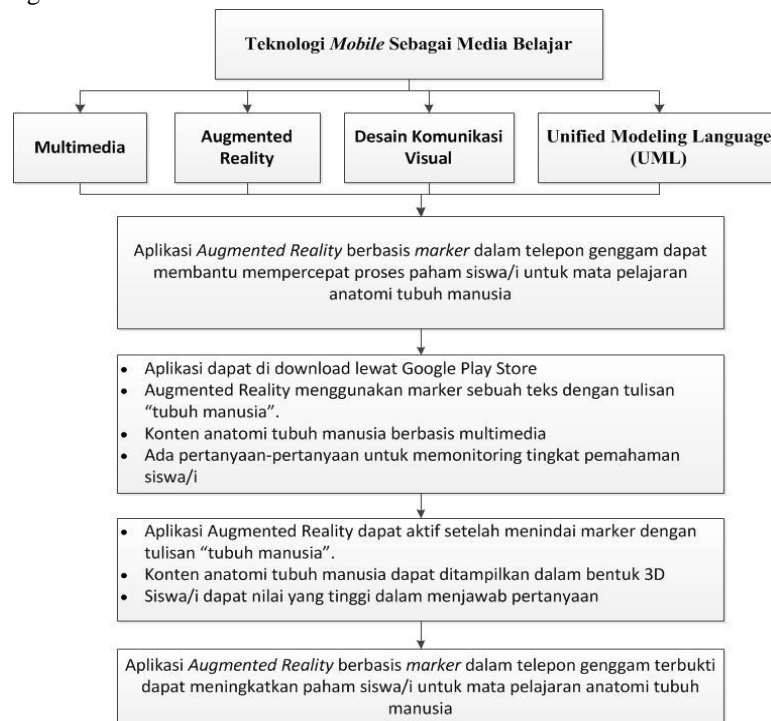 Teknologi Mobile Sebagai Media Belajar
Multimedia
Augmented
Reality
Desain Komunikasi
Visual
Unified Modeling Language
(UML)
Aplikasi Augmented Reality berbasis marker dalam telepon genggam dapat
membantu mempercepat proses paham siswa/i untuk mata pelajaran
anatomi tubuh manusia
• Aplikasi dapat di download lewat Google Play Store
• Augmented Reality menggunakan marker sebuah teks dengan tulisan
“tubuh manusia”.
• Konten anatomi tubuh manusia berbasis multimedia
• Ada pertanyaan-pertanyaan untuk memonitoring tingkat pemahaman
siswa/i
• Aplikasi Augmented Reality dapat aktif setelah menindai marker dengan
tulisan “tubuh manusia”.
• Konten anatomi tubuh manusia dapat ditampilkan dalam bentuk 3D
• Siswa/i dapat nilai yang tinggi dalam menjawab pertanyaan
Aplikasi Augmented Reality berbasis marker dalam telepon genggam terbukti
dapat meningkatkan paham siswa/i untuk mata pelajaran anatomi tubuh
manusia